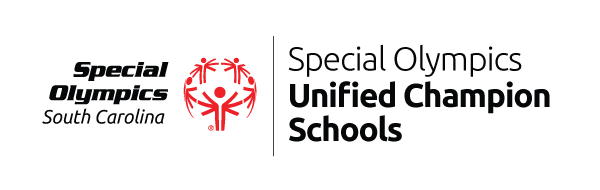 Special
Olympics
South Carolina
®
Special Olympics
Unified Champion
Schools